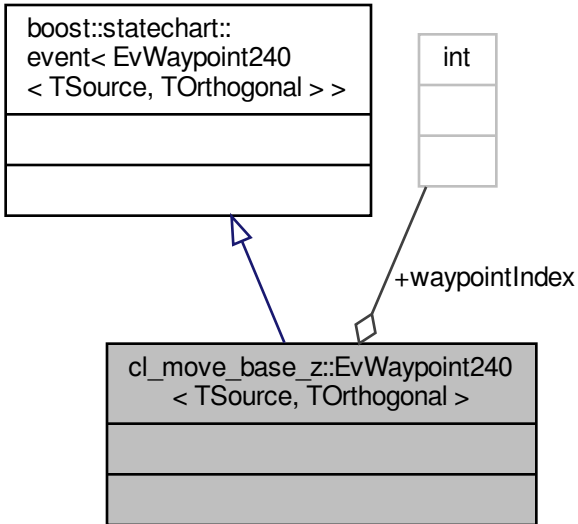 boost::statechart::
event< EvWaypoint240
< TSource, TOrthogonal > >
int
+waypointIndex
cl_move_base_z::EvWaypoint240
< TSource, TOrthogonal >